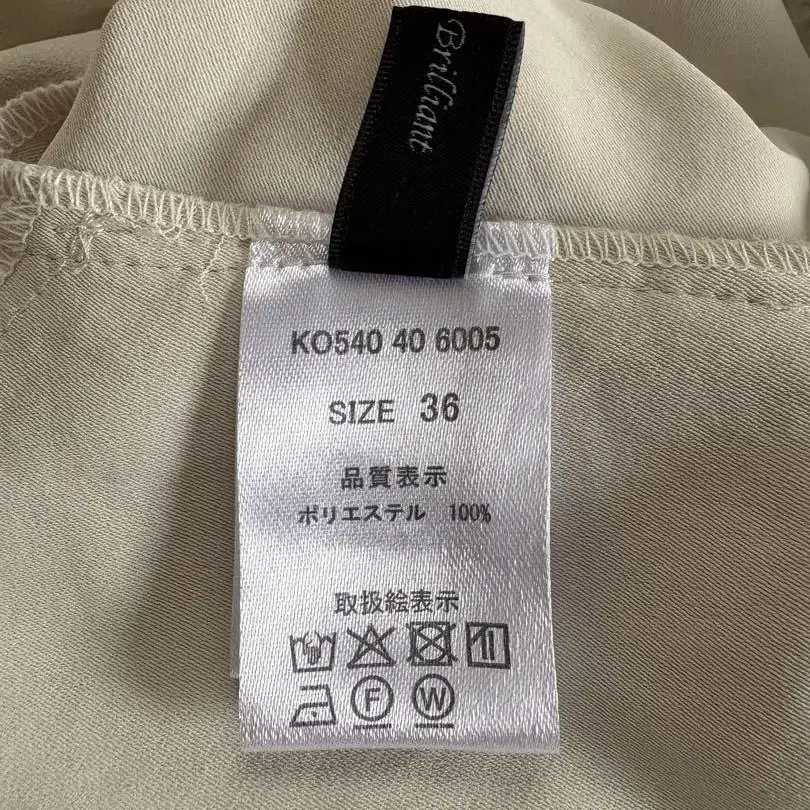 Brilliant
KO540 40 6005
SIZE 36
品質表示
ポリエステル 100%
取扱絵表示
F W